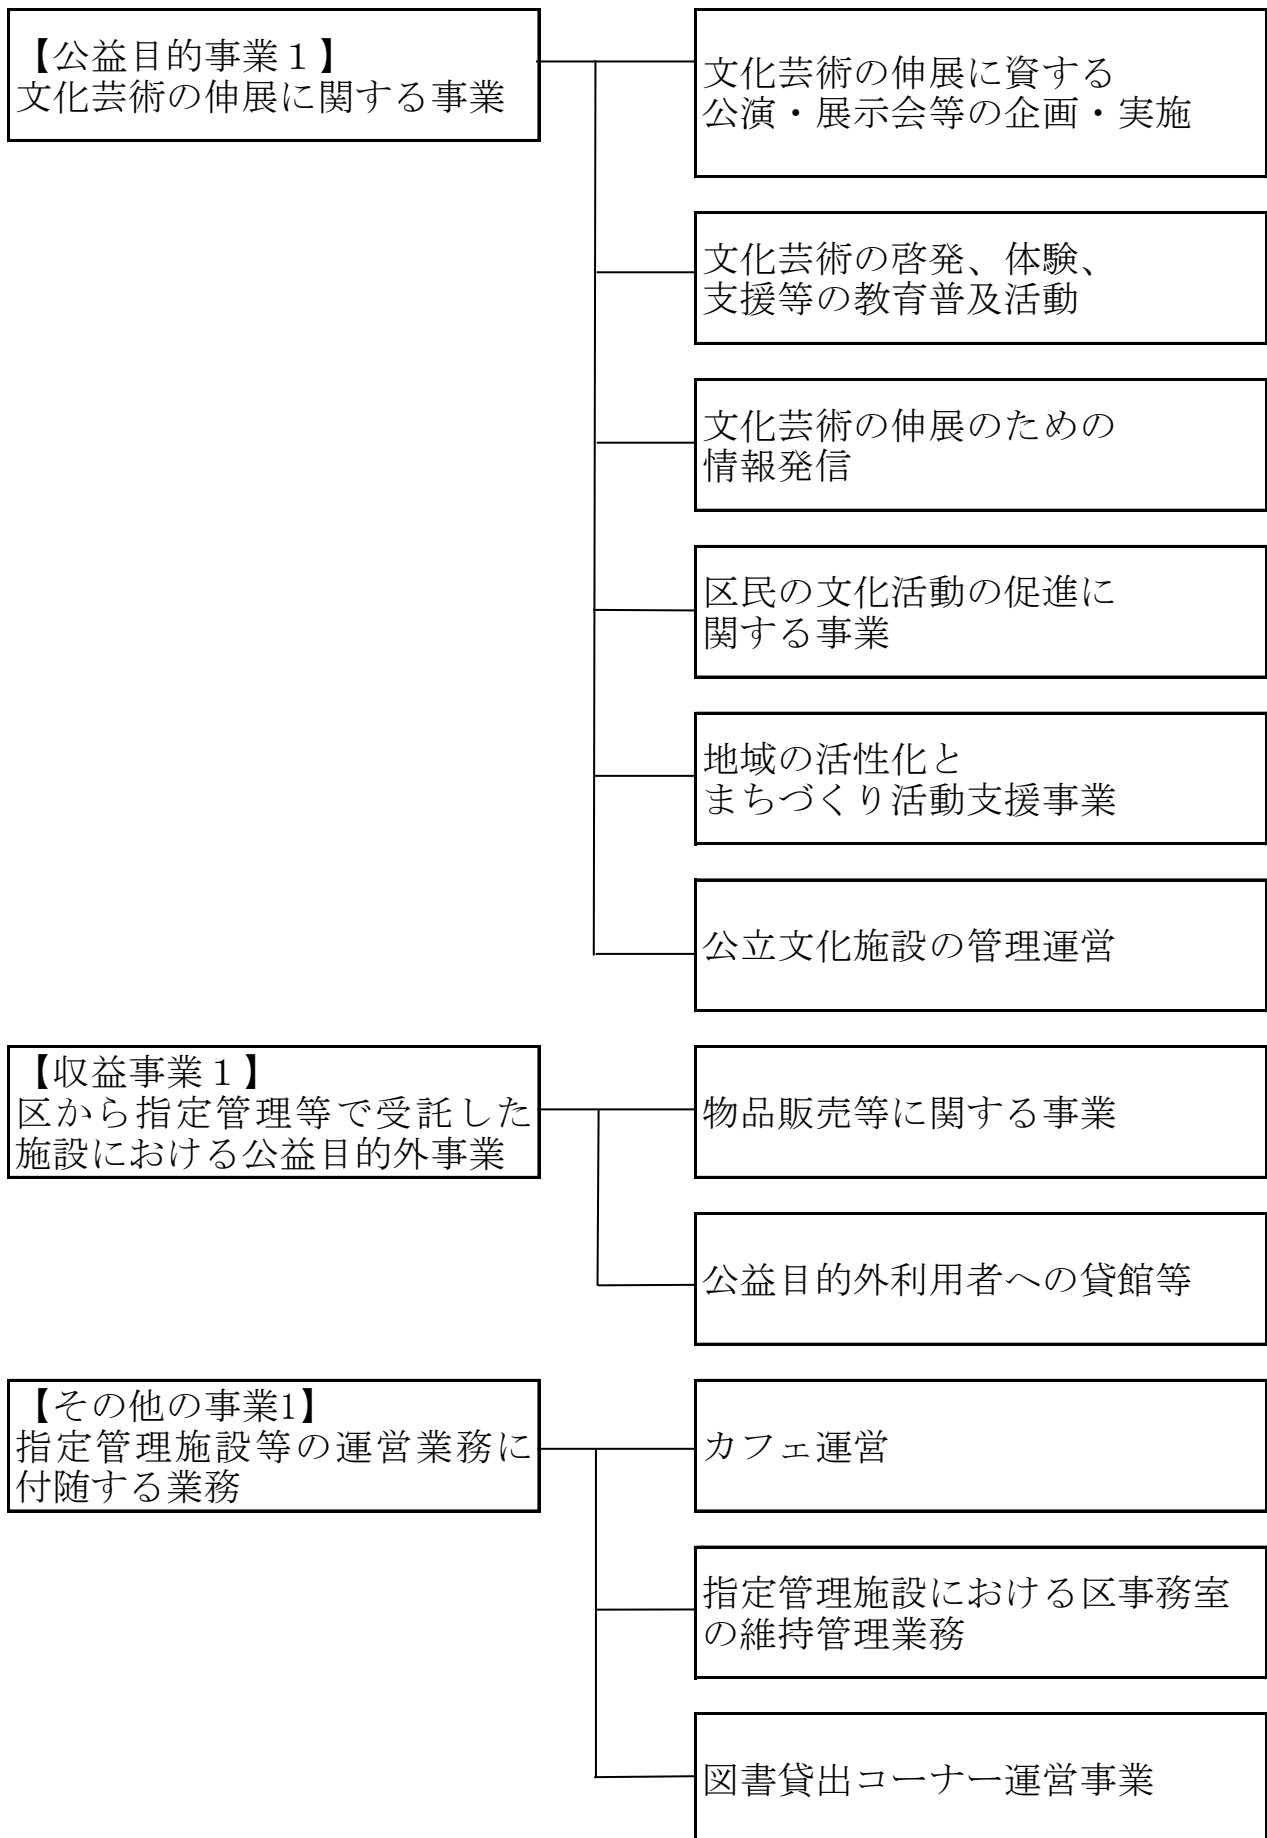 【公益目的事業１】
文化芸術の伸展に関する事業
文化芸術の伸展に資する
公演・展示会等の企画・実施
文化芸術の啓発、体験、
支援等の教育普及活動
文化芸術の伸展のための
情報発信
区民の文化活動の促進に
関する事業
地域の活性化と
まちづくり活動支援事業
公立文化施設の管理運営
【収益事業１】
区から指定管理等で受託した
施設における公益目的外事業
物品販売等に関する事業
公益目的外利用者への貸館等
【その他の事業1】
指定管理施設等の運営業務に
付随する業務
カフェ運営
指定管理施設における区事務室
の維持管理業務
図書貸出コーナー運営事業